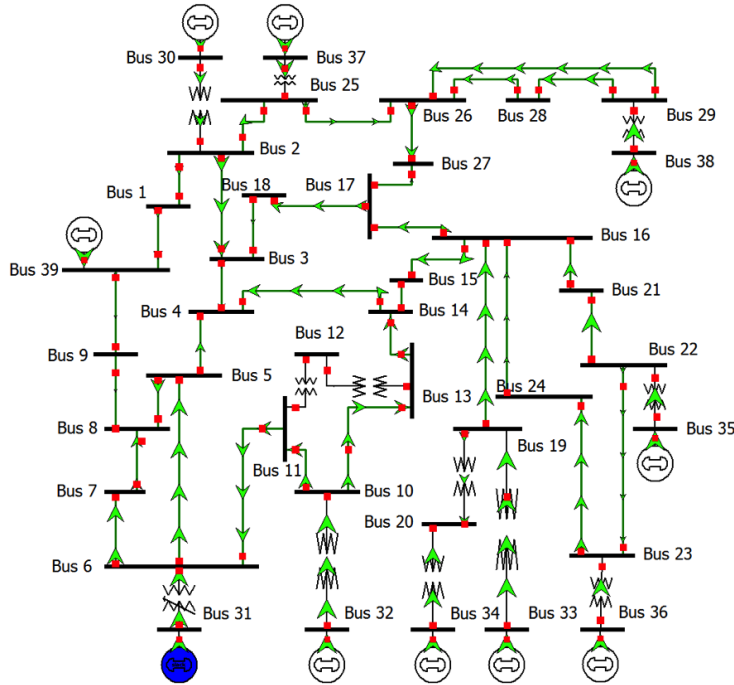 Bus 30
Bus 37
Bus 25
Bus 26
Bus 28
Bus 29
Bus 2
Bus 38
Bus 27
Bus 18
Bus 17
Bus 1
Bus 16
Bus 3
Bus 15
Bus 39
Bus 21
Bus 4
Bus 14
Bus 12
Bus 9
Bus 22
Bus 5
Bus 13
Bus 24
Bus 8
Bus 35
Bus 19
Bus 11
Bus 7
Bus 10
Bus 20
Bus 6
Bus 23
Bus 31
Bus 32
Bus 34
Bus 33
Bus 36